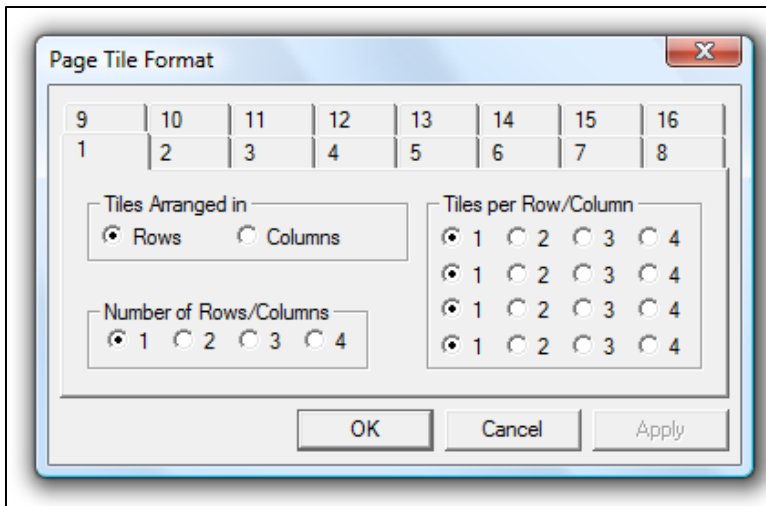 Page Tile Format
9 10 11 12 13 14 15 16
1 2 3 4 5 6 7 8
Tiles Arranged in
Rows Columns
Number of Rows/Columns
1 2 3 4
Tiles per Row/Column
1 2 3 4
1 2 3 4
1 2 3 4
1 2 3 4
OK Cancel Apply